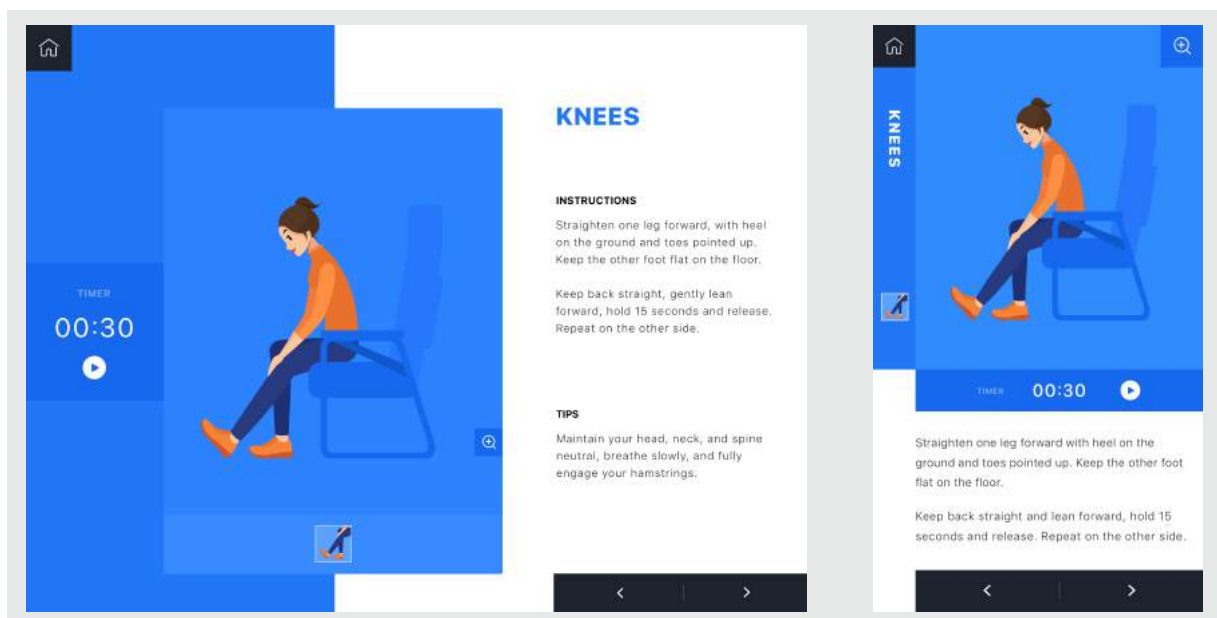 KNEES
INSTRUCTIONS
Straighten one leg forward, with heel
on the ground and toes pointed up.
Keep the other foot flat on the floor.
Keep back straight, gently lean
forward, hold 15 seconds and release.
Repeat on the other side.
TIMER
00:30
TIPS
Maintain your head, neck, and spine
neutral, breathe slowly, and fully
engage your hamstrings.
KNEES
TIMER 00:30
Straighten one leg forward with heel on the
ground and toes pointed up. Keep the other foot
flat on the floor.
Keep back straight and lean forward, hold 15
seconds and release. Repeat on the other side.